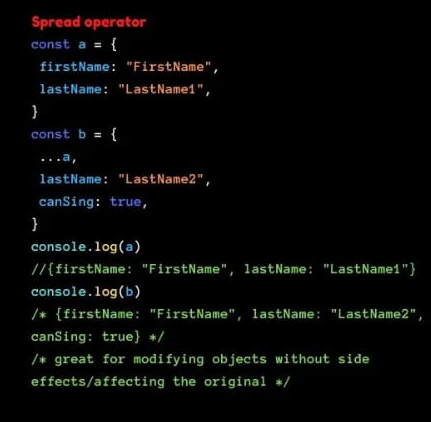 Spread operator
const a = {
firstName: "FirstName",
lastName: "LastName1",
}
const b = {
...a,
lastName: "LastName2",
canSing: true,
}
console.log(a)
//{firstName: "FirstName", lastName: "LastName1"}
console.log(b)
/* {firstName: "FirstName", lastName: "LastName2",
canSing: true} */
/* great for modifying objects without side
effects/affecting the original */